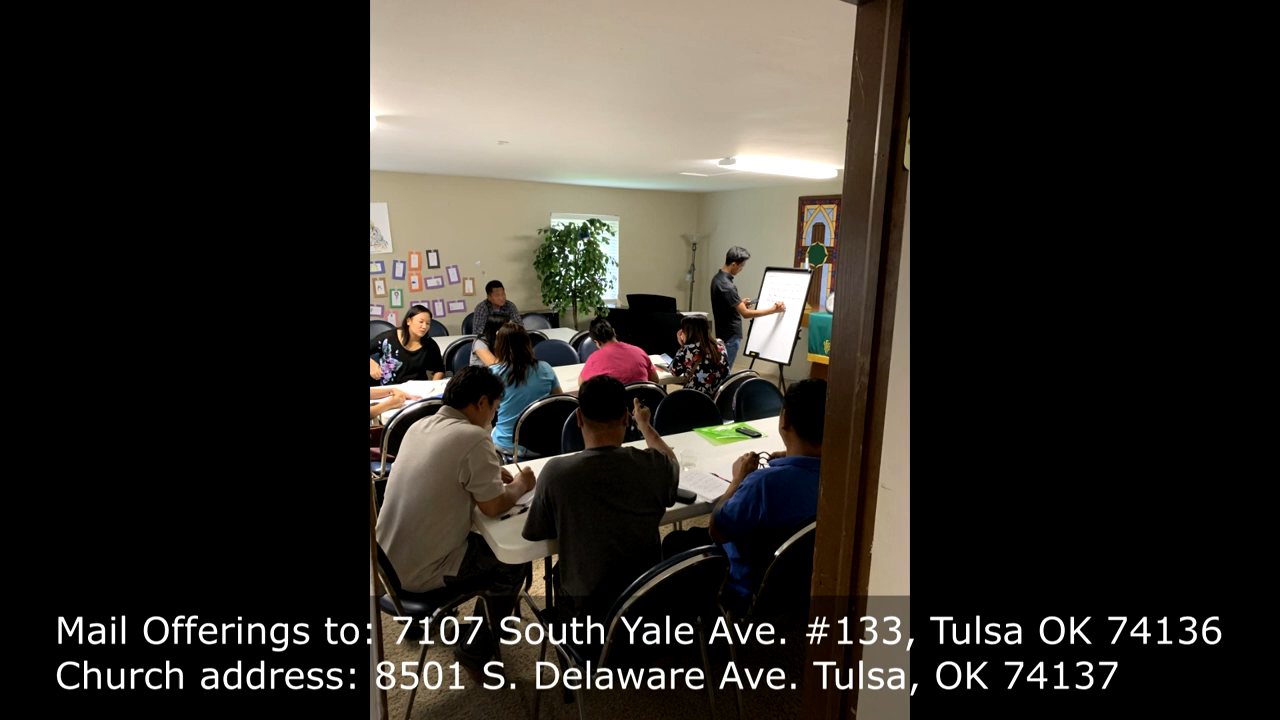 Mail Offerings to: 7107 South Yale Ave. #133, Tulsa OK 74136
Church address: 8501 S. Delaware Ave. Tulsa, OK 74137